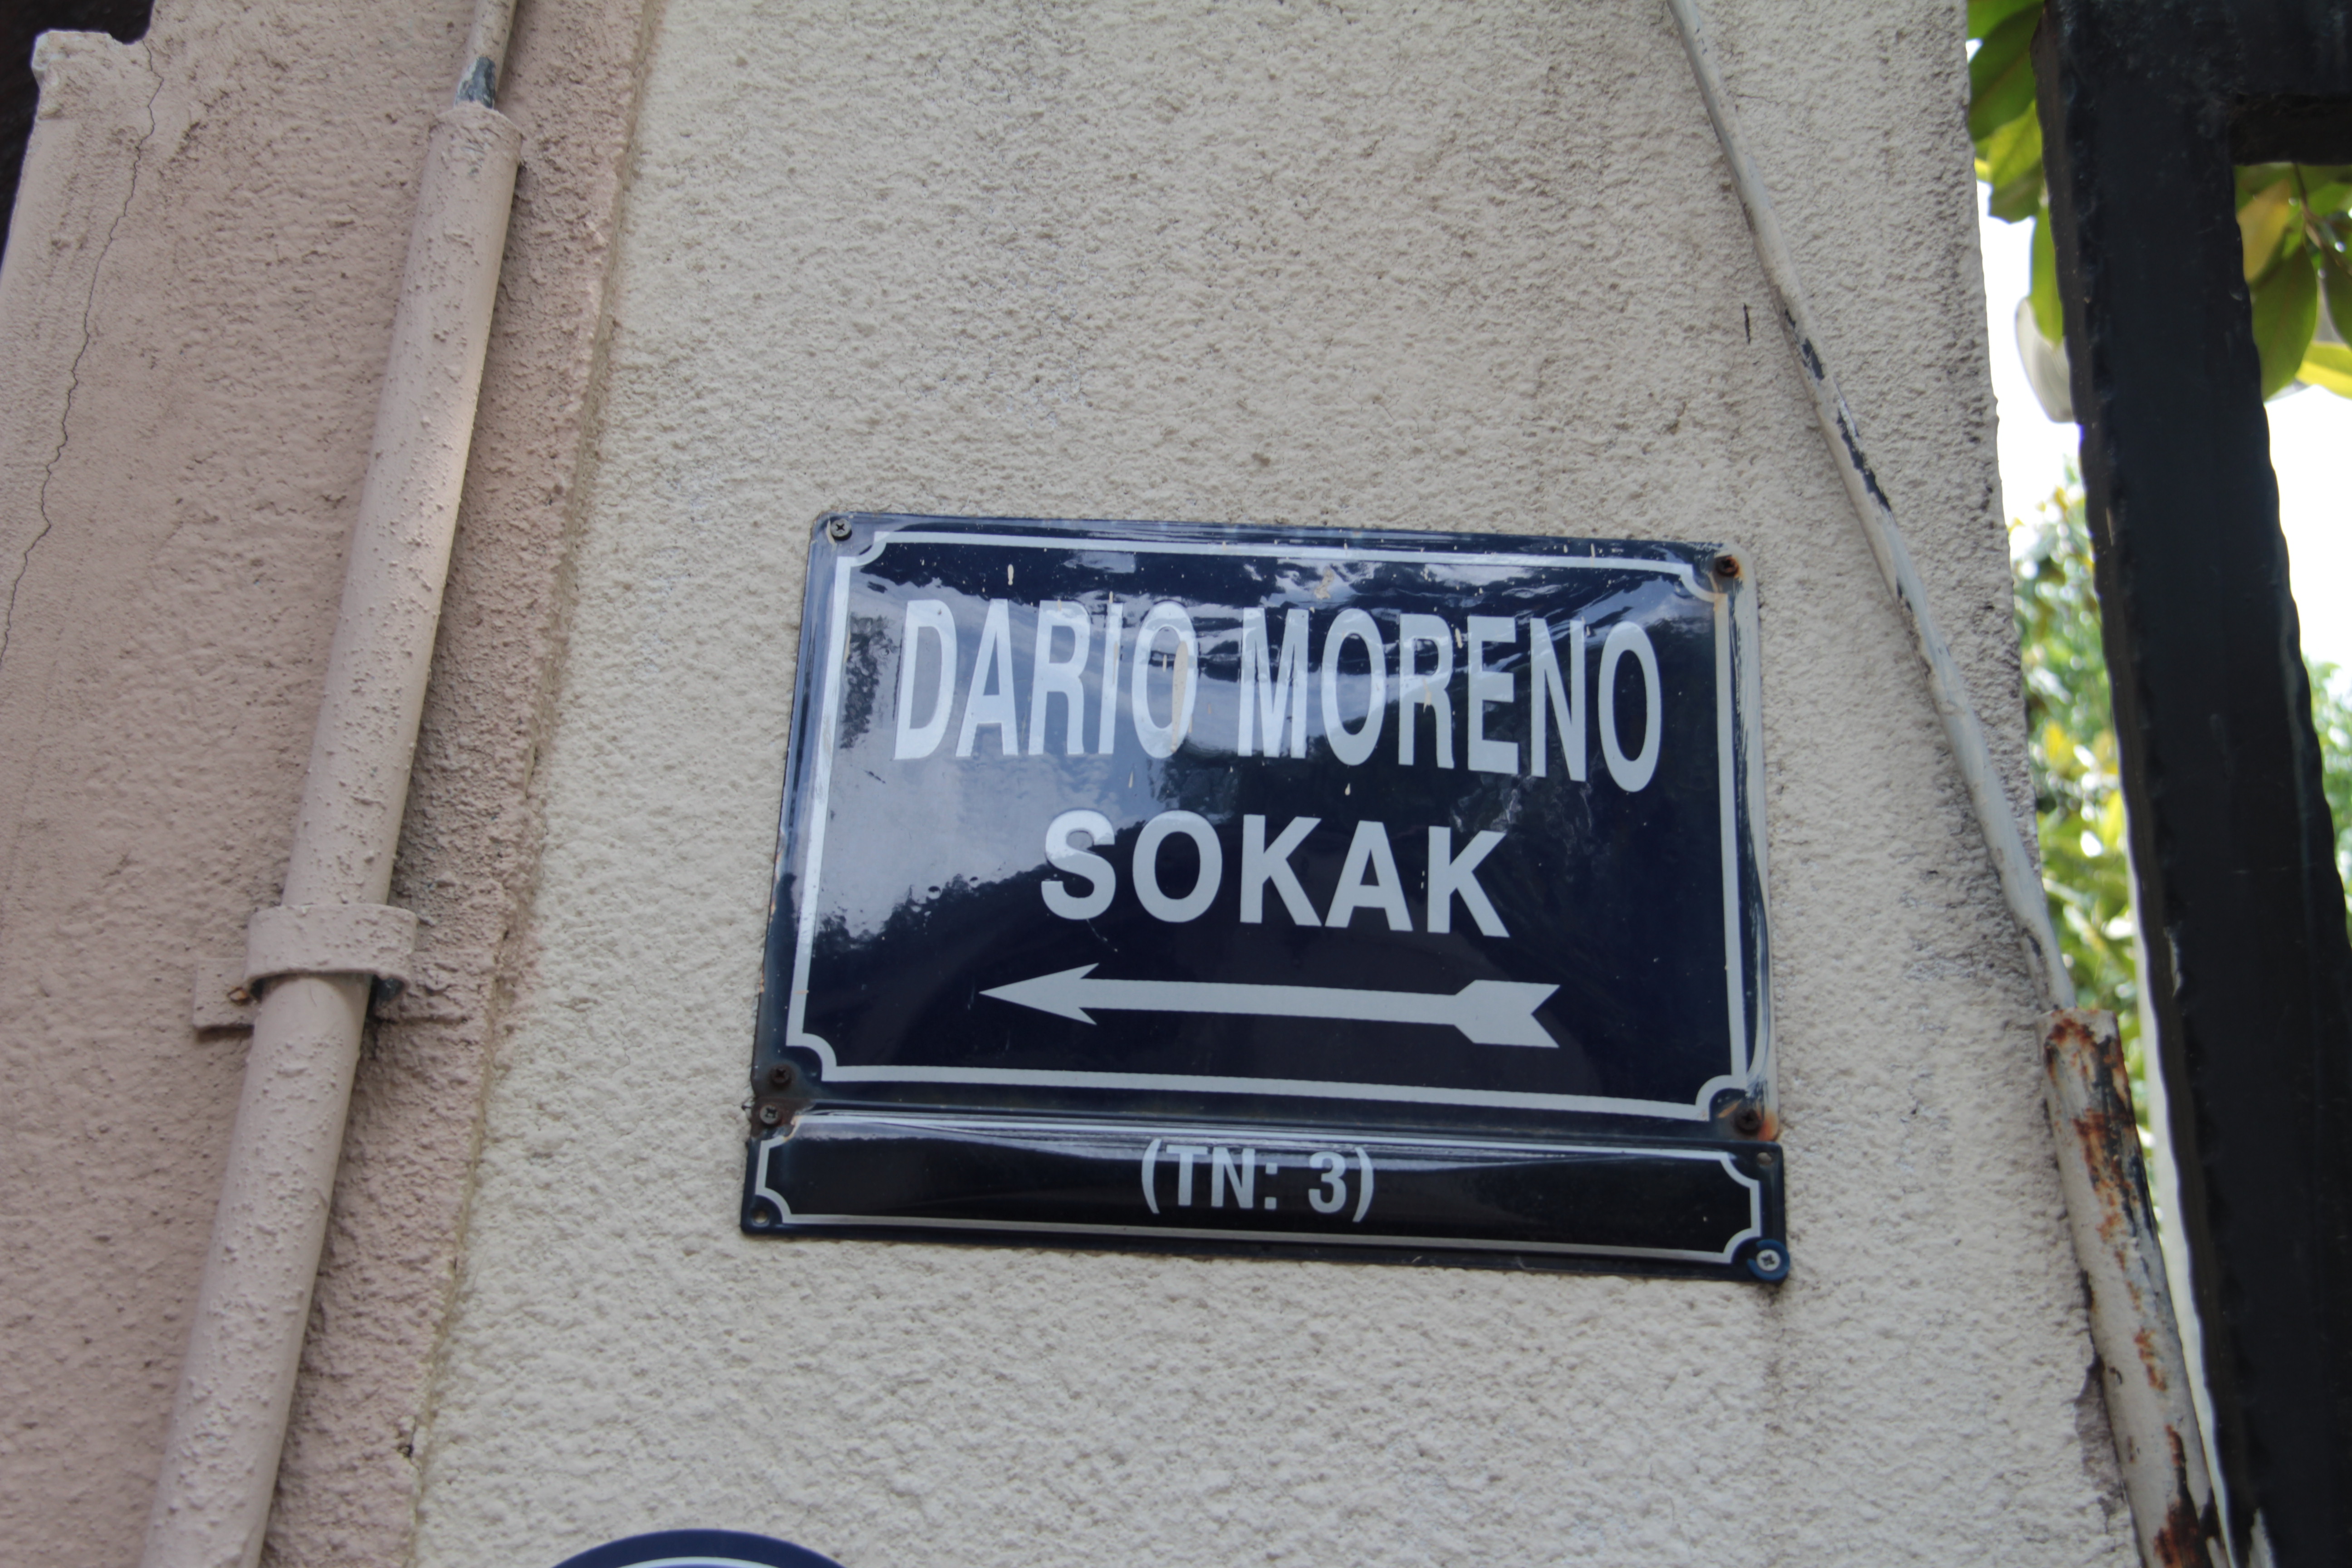 DARIO MORENO
SOKAK
(TN: 3)